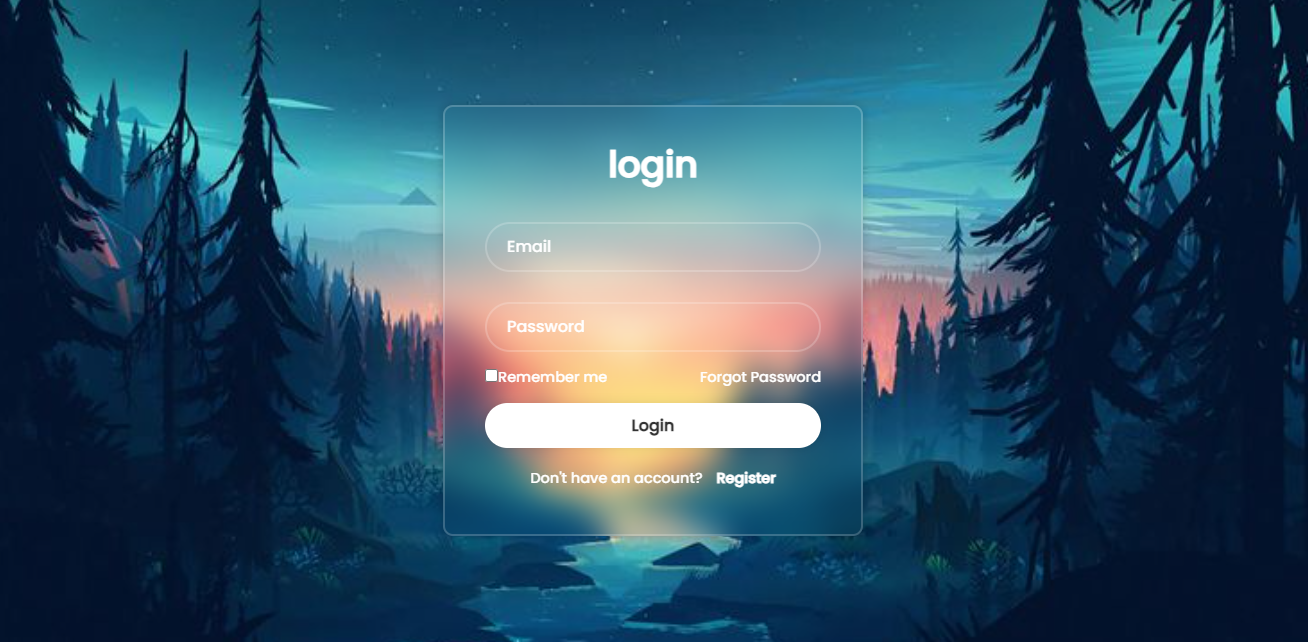 login
Email
Password
Remember me Forgot Password
Login
Don't have an account? Register